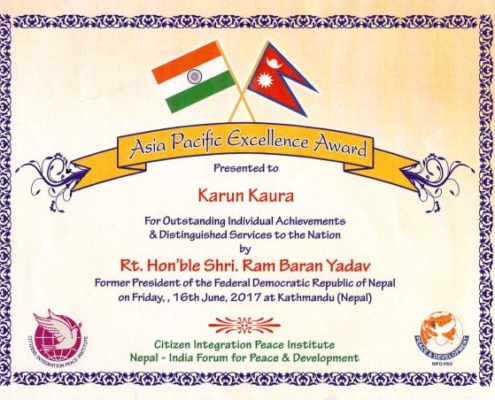 Asia Pacific Excellence Award
Presented to
Karun Kaura
For Outstanding Individual Achievements
& Distinguished Services to the Nation
by
Rt. Hon'ble Shri. Ram Baran Yadav
Former President of the Federal Democratic Republic of Nepal
on Friday, , 16th June, 2017 at Kathmandu (Nepal)
CITIZENS INTEGRATION PEACE INSTITUTE
Citizen Integration Peace Institute
Nepal - India Forum for Peace & Development
PEACE & DEVELOPMENT
NIFO-PAD